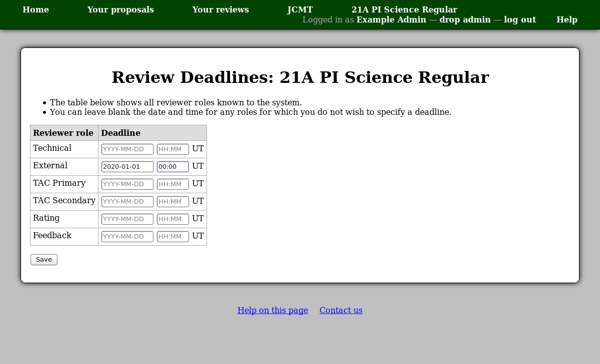 Home Your proposals Your reviews JCMT 21A PI Science Regular
Logged in as Example Admin — drop admin — log out Help
Review Deadlines: 21A PI Science Regular
• The table below shows all reviewer roles known to the system.
• You can leave blank the date and time for any roles for which you do not wish to specify a deadline.
Reviewer role Deadline
Technical YYYY-MM-DD HH:MM UT
External 2020-01-01 00:00 UT
TAC Primary YYYY-MM-DD HH:MM UT
TAC Secondary YYYY-MM-DD HH:MM UT
Rating YYYY-MM-DD HH:MM UT
Feedback YYYY-MM-DD HH:MM UT
Save
Help on this page Contact us